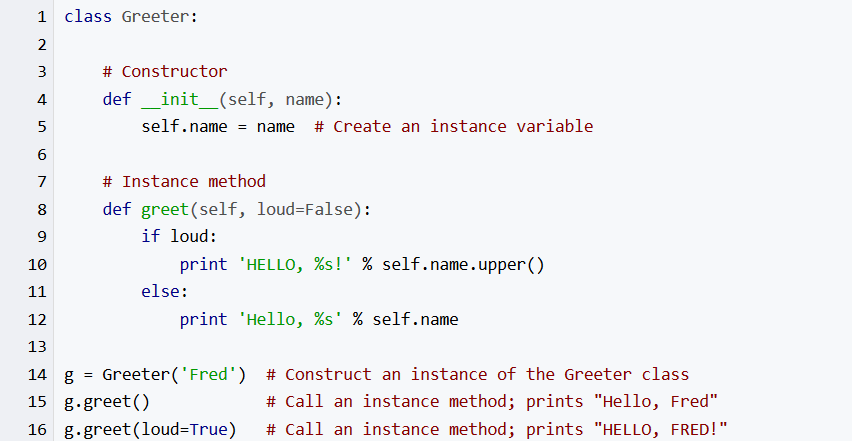 1 class Greeter:
2
3     # Constructor
4     def __init__(self, name):
5         self.name = name  # Create an instance variable
6
7     # Instance method
8     def greet(self, loud=False):
9         if loud:
10             print 'HELLO, %s!' % self.name.upper()
11         else:
12             print 'Hello, %s' % self.name
13
14 g = Greeter('Fred')  # Construct an instance of the Greeter class
15 g.greet()            # Call an instance method; prints "Hello, Fred"
16 g.greet(loud=True)   # Call an instance method; prints "HELLO, FRED!"